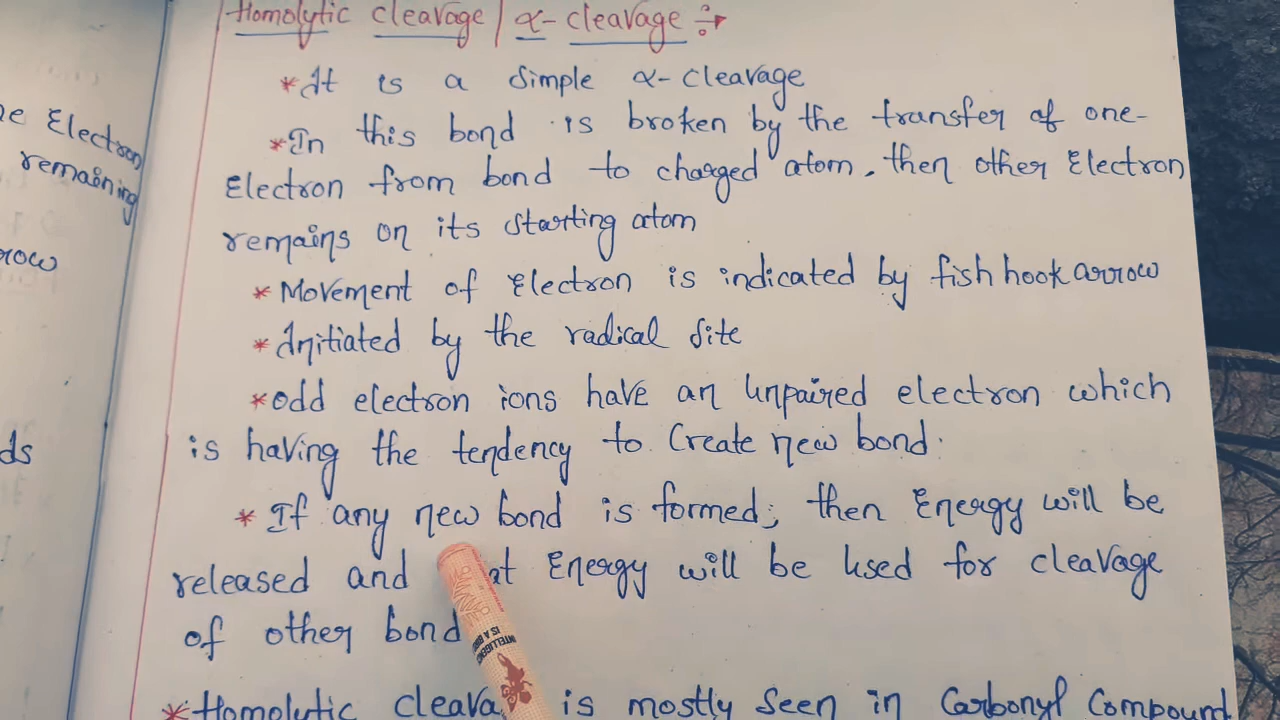 Homolytic cleavage / α-cleavage :→
* It is a simple α-cleavage
* In this bond is broken by the transfer of one-
Electron from bond to charged atom, then other Electron
remains on its starting atom
* Movement of Electron is indicated by fish hook arrow
* Initiated by the radical site
* Odd electron ions have an unpaired electron which
is having the tendency to Create new bond.
* If any new bond is formed; then Energy will be
released and Energy will be used for cleavage
of other bond
* Homolytic is mostly seen in Carbonyl Compound
Electron
remaining
INTELLIGENC
IS A